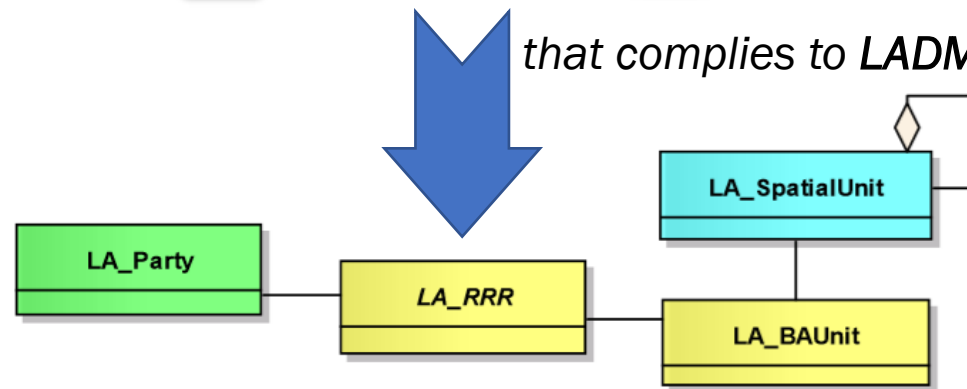 that complies to LADM
LA_SpatialUnit
LA_Party
LA_RRR
LA_BAUnit